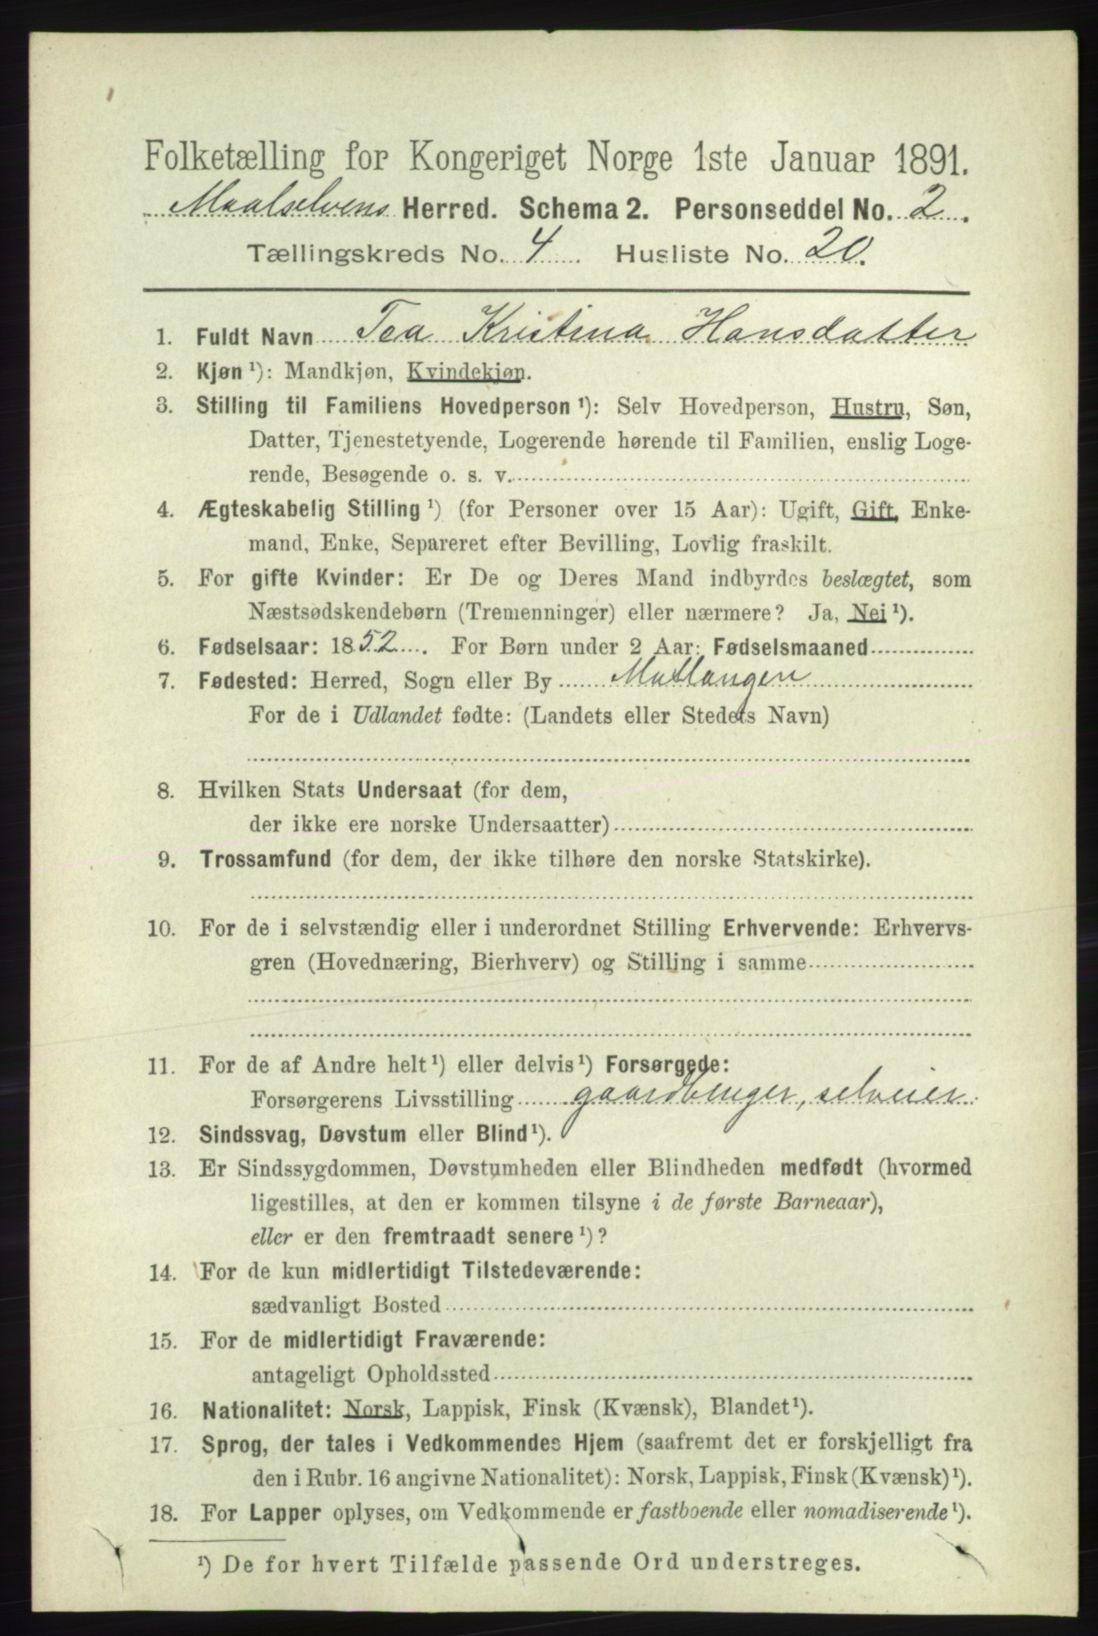 Folketælling for Kongeriget Norge 1ste Januar 1891.
Maalselvens Herred. Schema 2. Personseddel No. 2.
Tællingskreds No. 4. Husliste No. 20.
1. Fuldt Navn Tea Kristina Hansdatter
2. Kjøn ¹): Mandkjøn, Kvindekjøn.
3. Stilling til Familiens Hovedperson ¹): Selv Hovedperson, Hustru, Søn,
Datter, Tjenestetyende, Logerende hørende til Familien, enslig Loge-
rende, Besøgende o. s. v.
4. Ægteskabelig Stilling ¹) (for Personer over 15 Aar): Ugift, Gift, Enke-
mand, Enke, Separeret efter Bevilling, Lovlig fraskilt.
5. For gifte Kvinder: Er De og Deres Mand indbyrdes beslægtet, som
Næstsødskendebørn (Tremenninger) eller nærmere? Ja, Nei ¹).
6. Fødselsaar: 1852. For Børn under 2 Aar: Fødselsmaaned
7. Fødested: Herred, Sogn eller By Mallangen
For de i Udlandet fødte: (Landets eller Stedets Navn)
8. Hvilken Stats Undersaat (for dem,
der ikke ere norske Undersaatter)
9. Trossamfund (for dem, der ikke tilhøre den norske Statskirke).
10. For de i selvstændig eller i underordnet Stilling Erhvervende: Erhvervs-
gren (Hovednæring, Bierhverv) og Stilling i samme
11. For de af Andre helt ¹) eller delvis ¹) Forsørgede:
Forsørgerens Livsstilling gaardbruger, selveier
12. Sindssvag, Døvstum eller Blind ¹).
13. Er Sindssygdommen, Døvstumheden eller Blindheden medfødt (hvormed
ligestilles, at den er kommen tilsyne i de første Barneaar),
eller er den fremtraadt senere ¹)?
14. For de kun midlertidigt Tilstedeværende:
sædvanligt Bosted
15. For de midlertidigt Fraværende:
antageligt Opholdssted
16. Nationalitet: Norsk, Lappisk, Finsk (Kvænsk), Blandet ¹).
17. Sprog, der tales i Vedkommendes Hjem (saafremt det er forskjelligt fra
den i Rubr. 16 angivne Nationalitet): Norsk, Lappisk, Finsk (Kvænsk) ¹).
18. For Lapper oplyses, om Vedkommende er fastboende eller nomadiserende ¹).
¹) De for hvert Tilfælde passende Ord understreges.